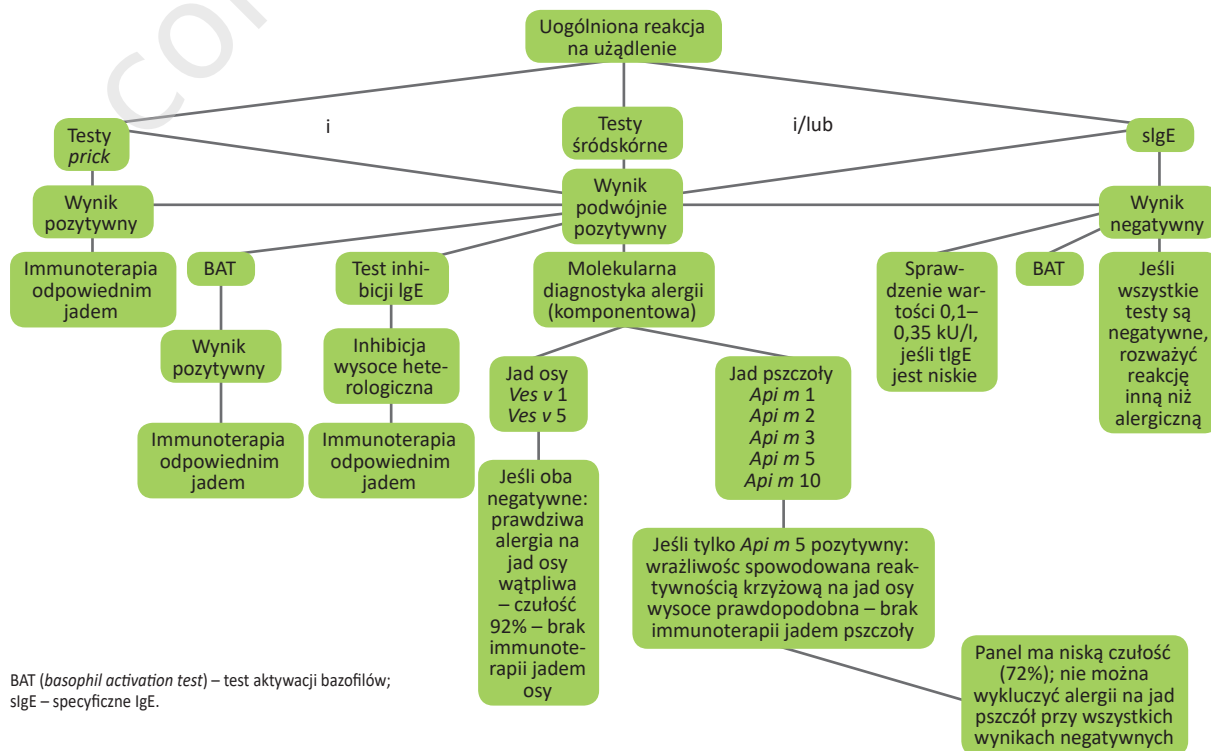 Uogólniona reakcja
na użądlenie
i
i/lub
Testy
prick
Testy
śródskórne
sIgE
Wynik
pozytywny
Wynik
podwójnie
pozytywny
Wynik
negatywny
Immunoterapia
odpowiednim
jadem
BAT
Test inhi-
bicji IgE
Molekularna
diagnostyka alergii
(komponentowa)
Spraw-
dzenie war-
tości 0,1–
0,35 kU/l,
jeśli tIgE
jest niskie
BAT
Jeśli
wszystkie
testy są
negatywne,
rozważyć
reakcję
inną niż
alergiczną
Wynik
pozytywny
Inhibicja
wysoce hete-
rologiczna
Jad osy
Ves v 1
Ves v 5
Jad pszczoły
Api m 1
Api m 2
Api m 3
Api m 5
Api m 10
Immunoterapia
odpowiednim
jadem
Immunoterapia
odpowiednim
jadem
Jeśli oba
negatywne:
prawdziwa
alergia na
jad osy
wątpliwa
– czułość
92% – brak
immunote-
rapii jadem
osy
Jeśli tylko Api m 5 pozytywny:
wrażliwośc spowodowana reak-
tywnością krzyżową na jad osy
wysoce prawdopodobna – brak
immunoterapii jadem pszczoły
Panel ma niską czułość
(72%); nie można
wykluczyć alergii na jad
pszczół przy wszystkich
wynikach negatywnych
BAT (basophil activation test) – test aktywacji bazofilów;
sIgE – specyficzne IgE.